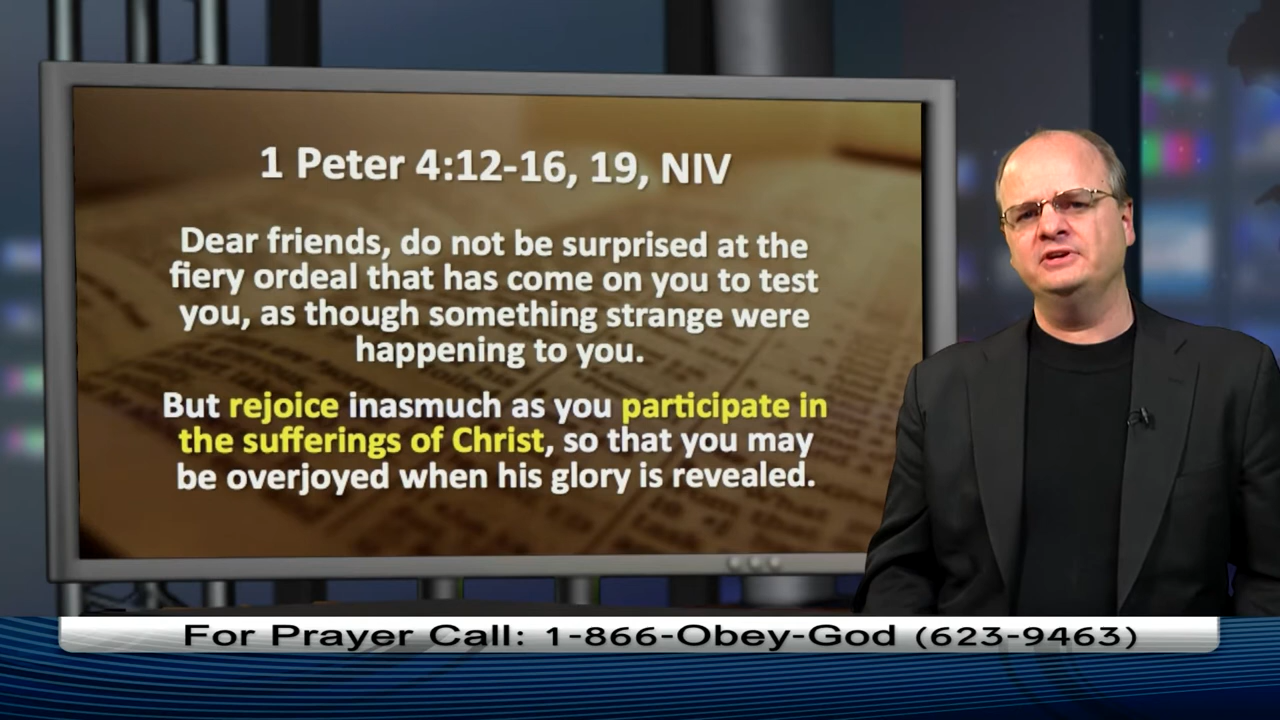 1 Peter 4:12-16, 19, NIV
Dear friends, do not be surprised at the
fiery ordeal that has come on you to test
you, as though something strange were
happening to you.
But rejoice inasmuch as you participate in
the sufferings of Christ, so that you may
be overjoyed when his glory is revealed.
For Prayer Call: 1-866-Obey-God (623-9463)